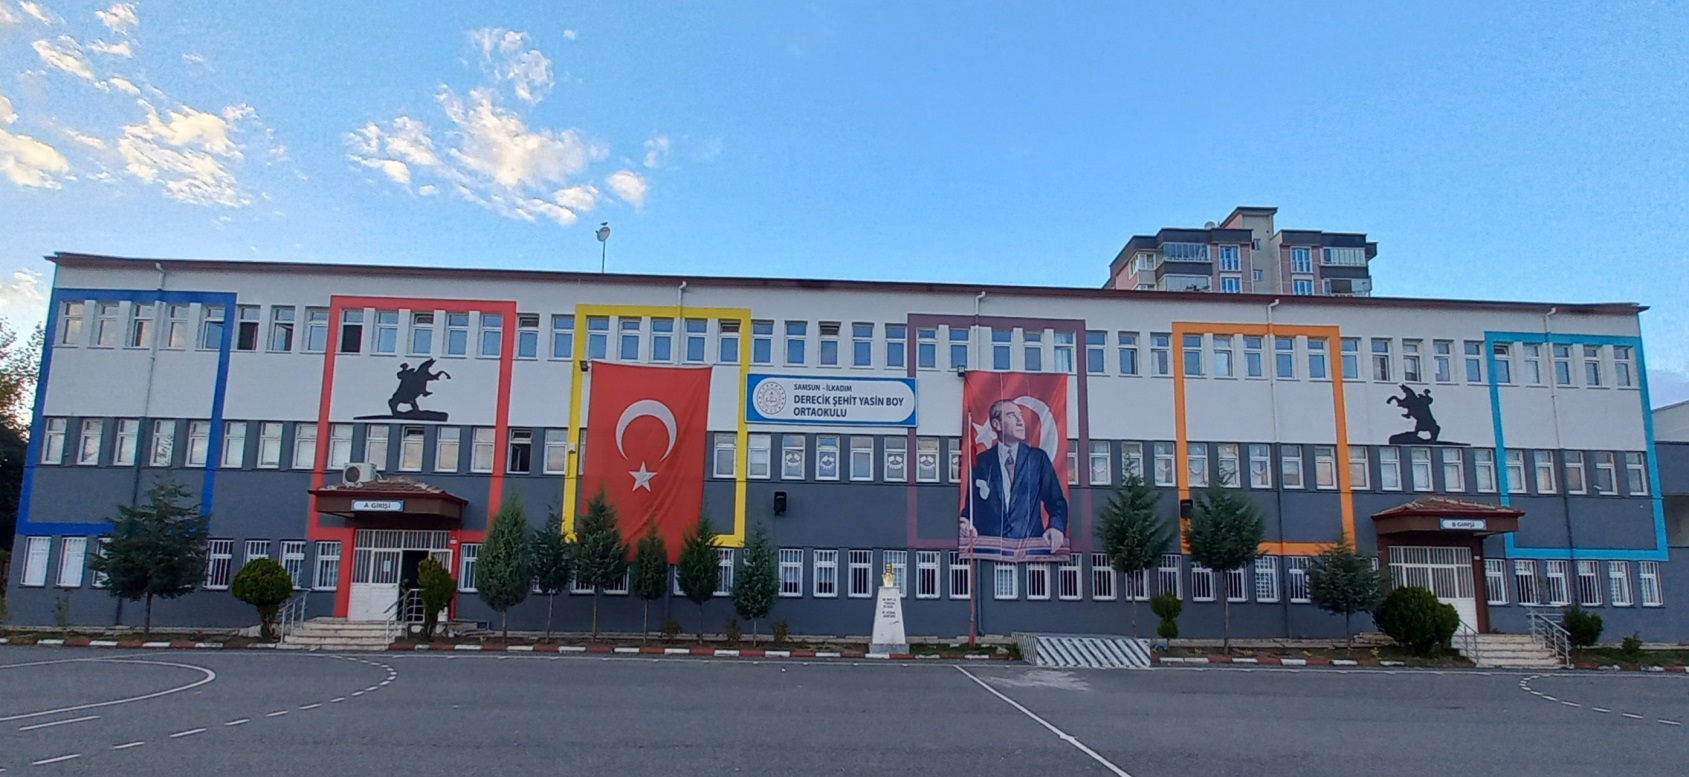 SAMSUN - İLKADIM
DERECİK ŞEHİT YASİN BOY
ORTAOKULU
A GİRİŞİ
B GİRİŞİ